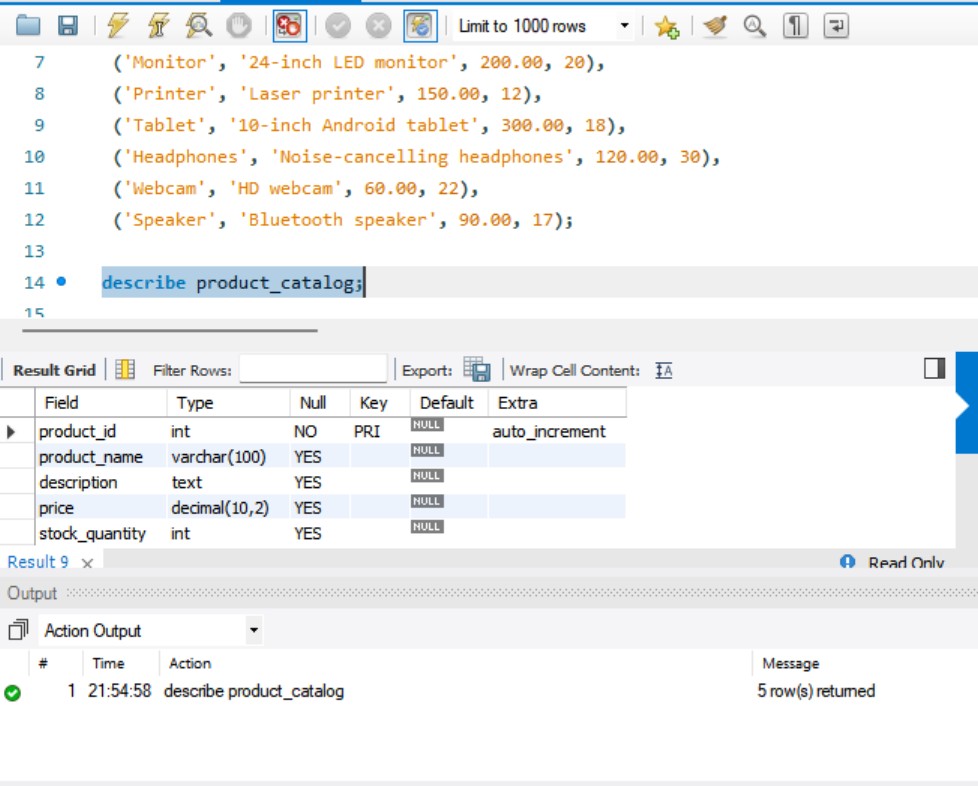 Limit to 1000 rows
7 ('Monitor', '24-inch LED monitor', 200.00, 20),
8 ('Printer', 'Laser printer', 150.00, 12),
9 ('Tablet', '10-inch Android tablet', 300.00, 18),
10 ('Headphones', 'Noise-cancelling headphones', 120.00, 30),
11 ('Webcam', 'HD webcam', 60.00, 22),
12 ('Speaker', 'Bluetooth speaker', 90.00, 17);
13
14 describe product_catalog;
15
Result Grid Filter Rows: Export: Wrap Cell Content: IA
Field Type Null Key Default Extra
product_id int NO PRI NULL auto_increment
product_name varchar(100) YES NULL
description text YES NULL
price decimal(10,2) YES NULL
stock_quantity int YES NULL
Result 9 Read Only
Output
Action Output
# Time Action Message
1 21:54:58 describe product_catalog 5 row(s) returned